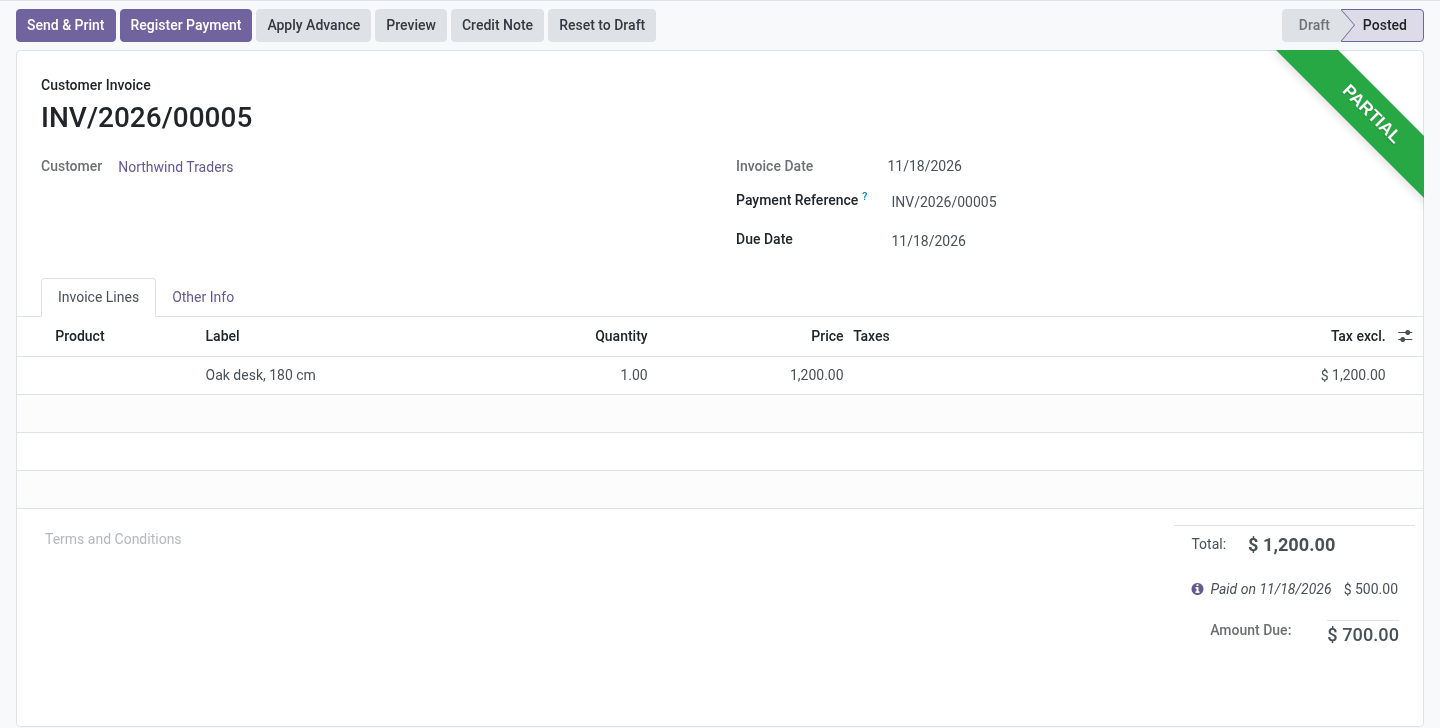 Send & Print Register Payment Apply Advance Preview Credit Note Reset to Draft Draft Posted
PARTIAL
Customer Invoice
INV/2026/00005
Customer Northwind Traders Invoice Date 11/18/2026
Payment Reference ? INV/2026/00005
Due Date 11/18/2026
Invoice Lines Other Info
Product Label Quantity Price Taxes Tax excl.
Oak desk, 180 cm 1.00 1,200.00 $ 1,200.00
Terms and Conditions
Total: $ 1,200.00
Paid on 11/18/2026 $ 500.00
Amount Due: $ 700.00